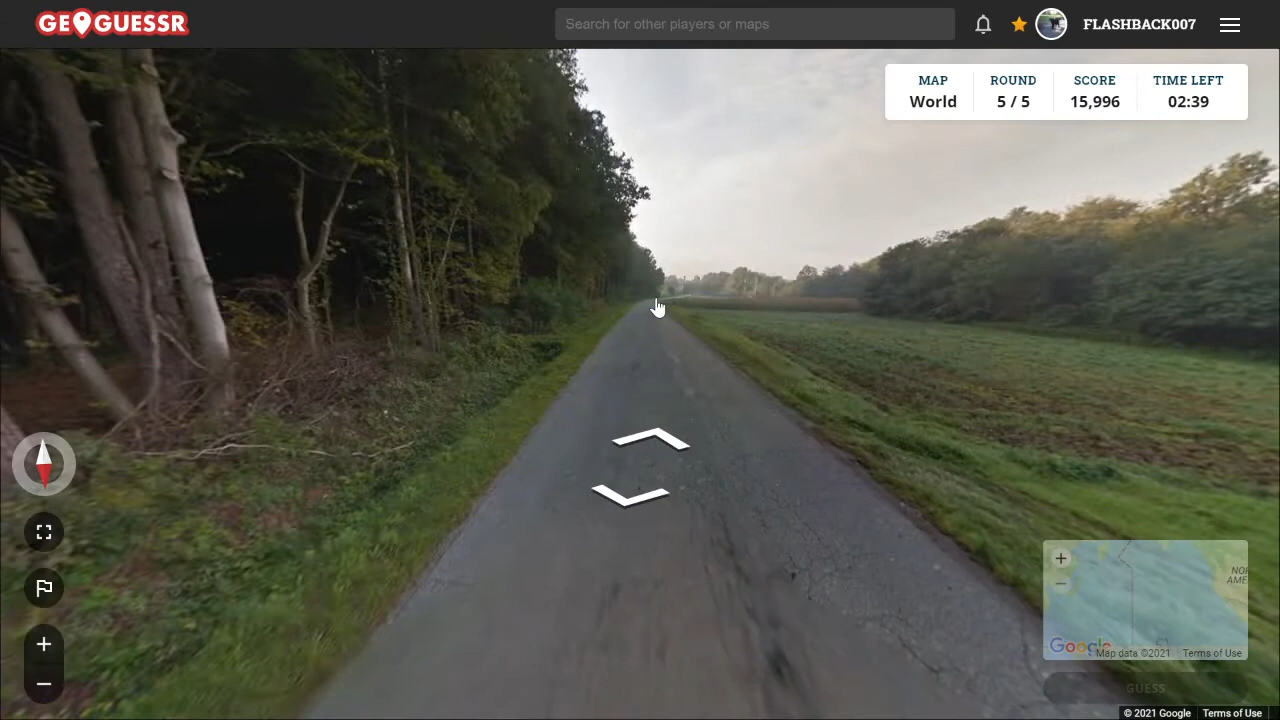 GEOGUESSR
Search for other players or maps
FLASHBACK007
MAP ROUND SCORE TIME LEFT
World 5 / 5 15,996 02:39
Google
Map data ©2021 Terms of Use
GUESS
© 2021 Google Terms of Use